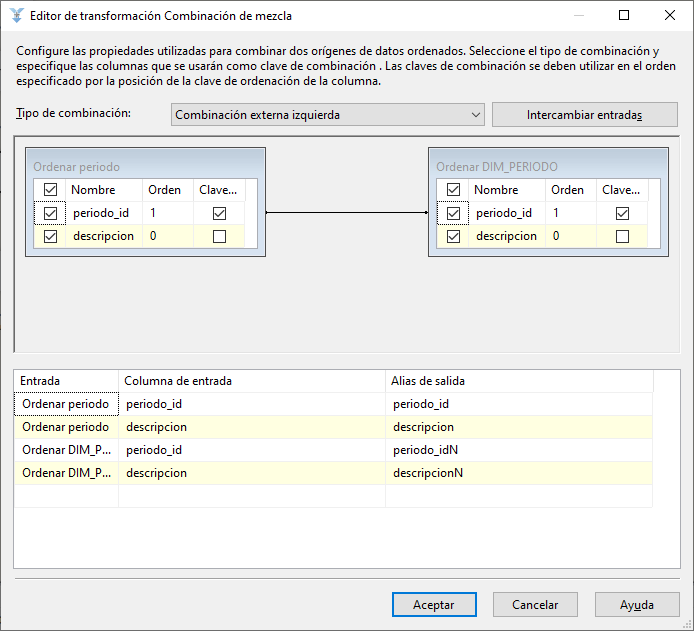 Editor de transformación Combinación de mezcla
Configure las propiedades utilizadas para combinar dos orígenes de datos ordenados. Seleccione el tipo de combinación y
especifique las columnas que se usarán como clave de combinación . Las claves de combinación se deben utilizar en el orden
especificado por la posición de la clave de ordenación de la columna.
Tipo de combinación: Combinación externa izquierda Intercambiar entradas
Ordenar periodo
Nombre Orden Clave...
periodo_id 1
descripcion 0
Ordenar DIM_PERIODO
Nombre Orden Clave...
periodo_id 1
descripcion 0
Entrada Columna de entrada Alias de salida
Ordenar periodo periodo_id periodo_id
Ordenar periodo descripcion descripcion
Ordenar DIM_P... periodo_id periodo_idN
Ordenar DIM_P... descripcion descripcionN
Aceptar Cancelar Ayuda